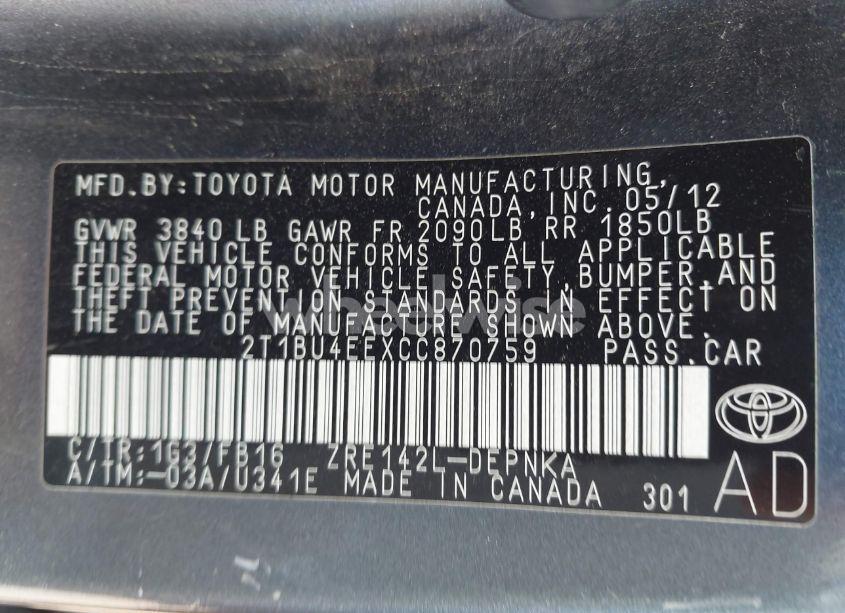 MFD.BY:TOYOTA MOTOR MANUFACTURING,
CANADA,INC.05/12
GVWR 3840LB GAWR FR 2090LB RR 1850LB
THIS VEHICLE CONFORMS TO ALL APPLICABLE
FEDERAL MOTOR VEHICLE SAFETY,BUMPER,AND
THEFT PREVENTION STANDARDS IN EFFECT ON
THE DATE OF MANUFACTURE SHOWN ABOVE.
wheelwise
2T1BU4EEXCC870759 PASS.CAR
C/TR:1G3/FB16 ZRE142L-DEPNKA
A/TM:-03A/U341E MADE IN CANADA 301
AD